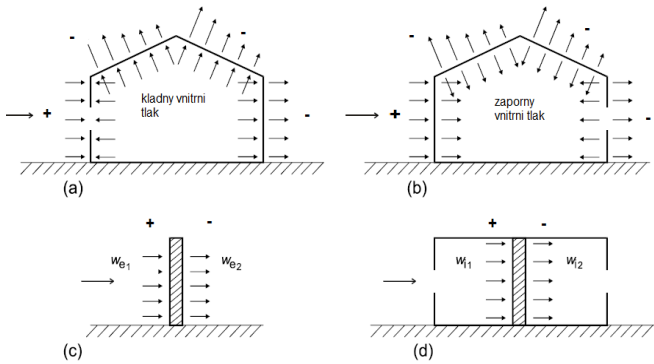 - -
kladny vnitrni
tlak
+
-
(a)
- -
zaporny
vnitrni tlak
+
-
(b)
+ -
we1 we2
(c)
+ -
wi1 wi2
(d)